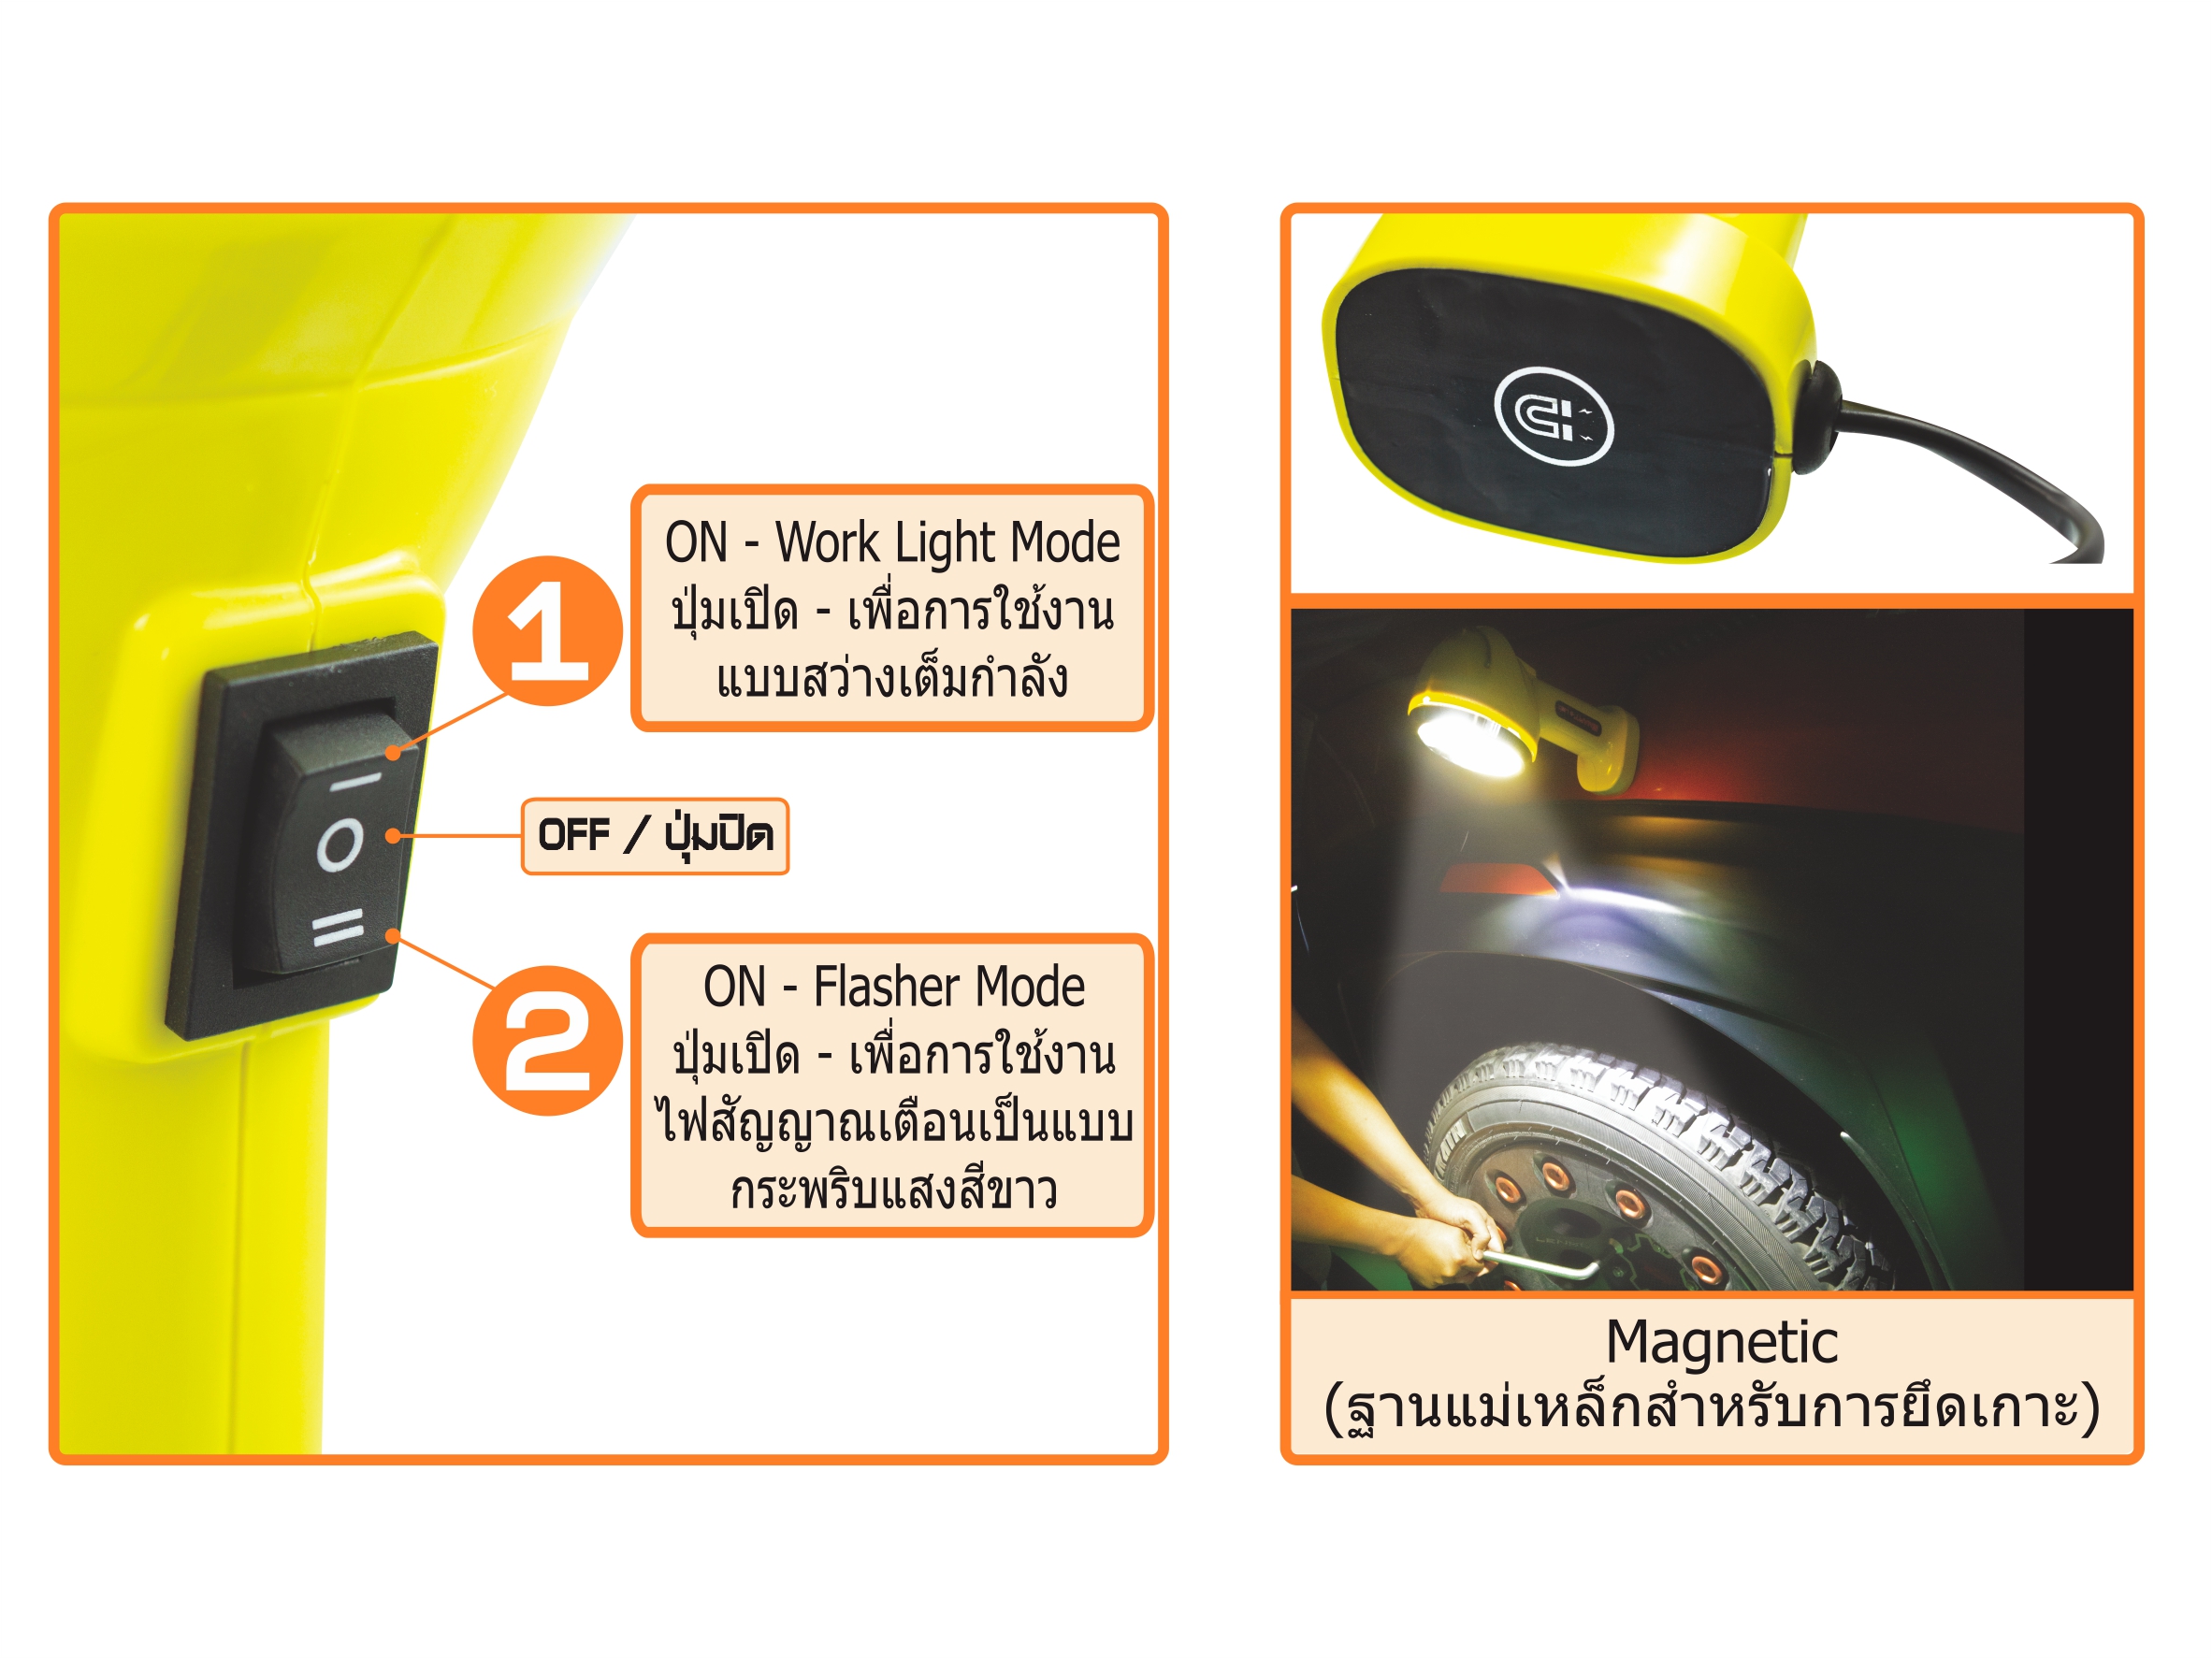 1
ON - Work Light Mode
ปุ่มเปิด - เพื่อการใช้งาน
แบบสว่างเต็มกำลัง
OFF / ปุ่มปิด
2
ON - Flasher Mode
ปุ่มเปิด - เพื่อการใช้งาน
ไฟสัญญาณเตือนเป็นแบบ
กระพริบแสงสีขาว
Magnetic
(ฐานแม่เหล็กสำหรับการยึดเกาะ)